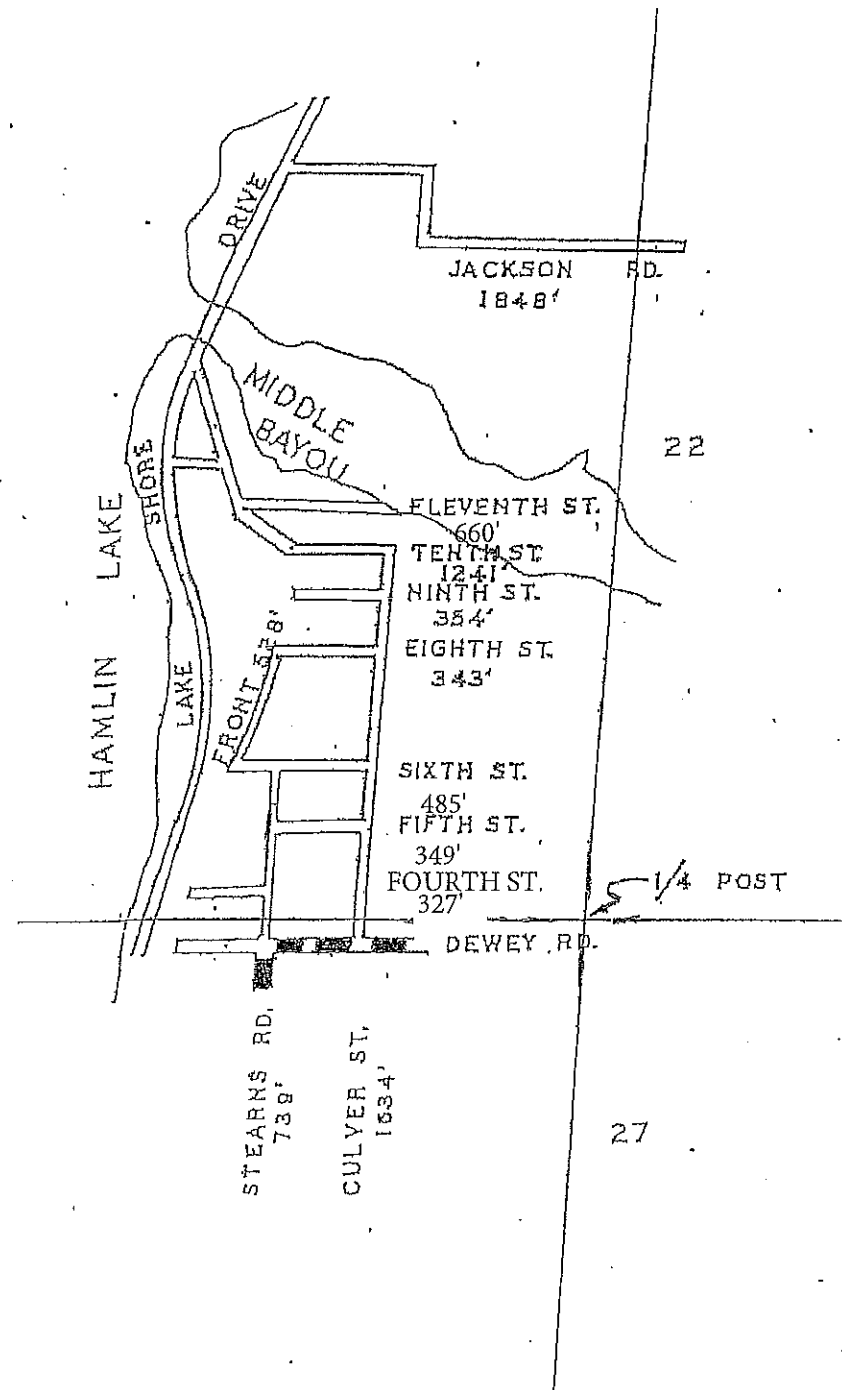 DRIVE
JACKSON RD.
1848'
MIDDLE
BAYOU
22
SHORE
HAMLIN LAKE
ELEVENTH ST.
660'
TENTH ST.
1241'
NINTH ST.
354'
EIGHTH ST.
343'
FRONT 528'
LAKE
SIXTH ST.
485'
FIFTH ST.
349'
FOURTH ST.
327'
1/4 POST
DEWEY RD.
STEARNS RD.
739'
CULVER ST.
1634'
27